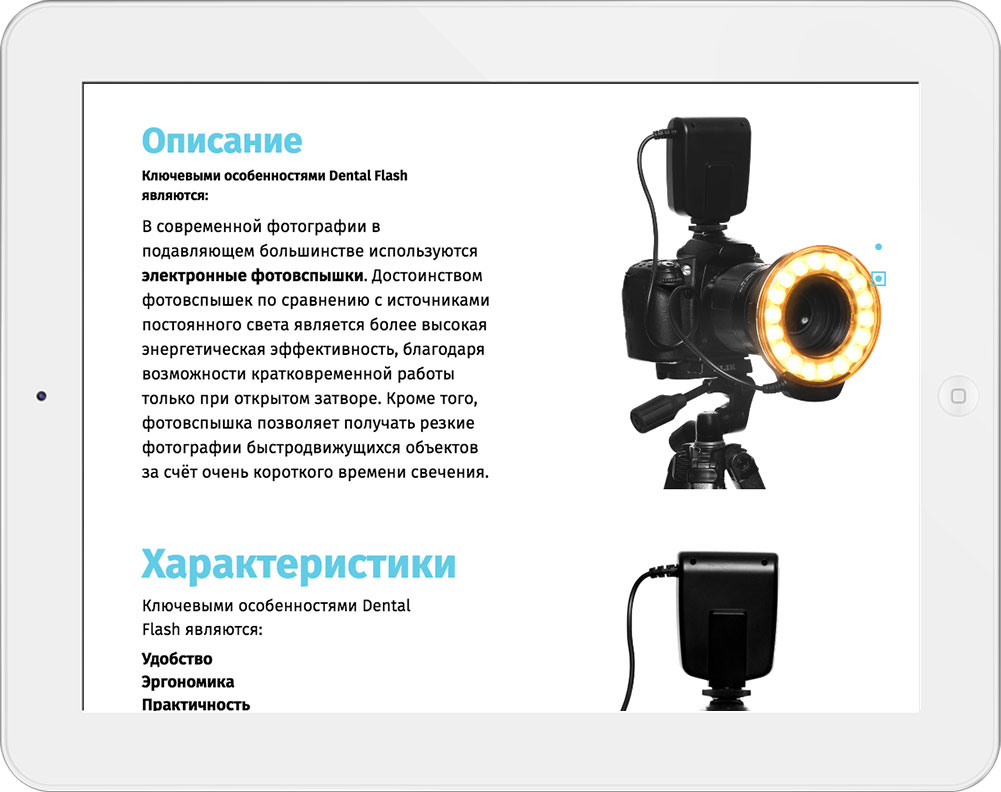 Описание
Ключевыми особенностями Dental Flash
являются:
В современной фотографии в
подавляющем большинстве используются
электронные фотовспышки. Достоинством
фотовспышек по сравнению с источниками
постоянного света является более высокая
энергетическая эффективность, благодаря
возможности кратковременной работы
только при открытом затворе. Кроме того,
фотовспышка позволяет получать резкие
фотографии быстродвижущихся объектов
за счёт очень короткого времени свечения.
Характеристики
Ключевыми особенностями Dental
Flash являются:
Удобство
Эргономика
Практичность